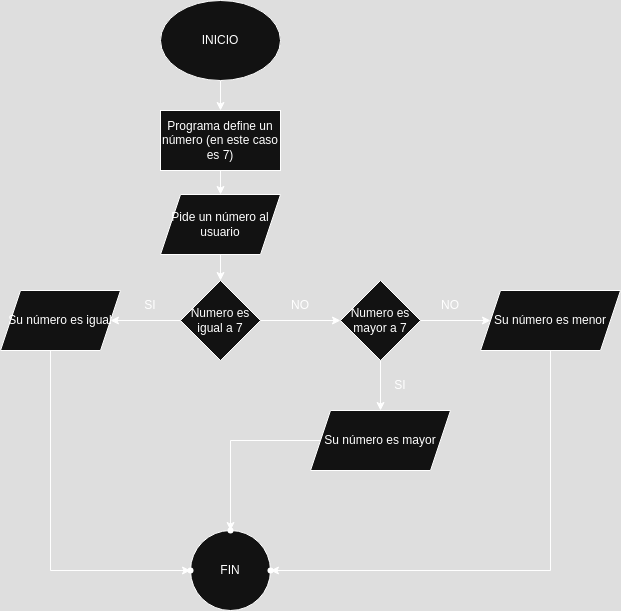 INICIO
Programa define un
número (en este caso
es 7)
Pide un número al
usuario
SI
NO
NO
Su número es igual
Numero es
igual a 7
Numero es
mayor a 7
Su número es menor
SI
Su número es mayor
FIN